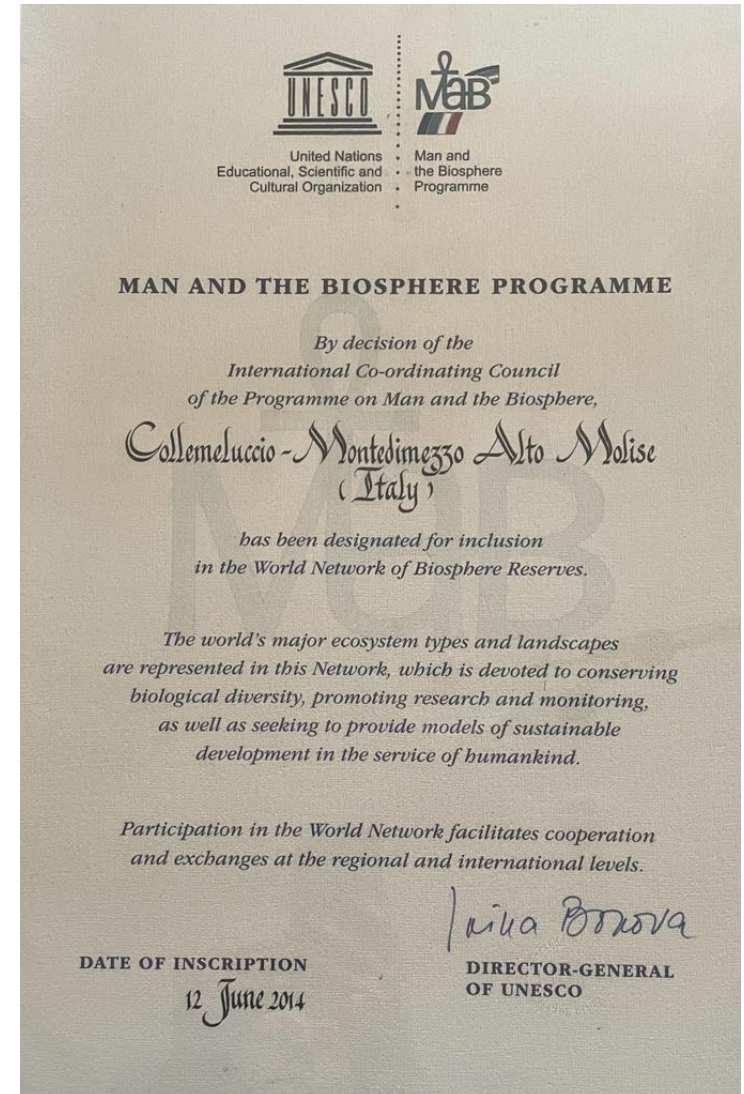 UNESCO
MaB
United Nations
Educational, Scientific and
Cultural Organization
Man and
the Biosphere
Programme
MAN AND THE BIOSPHERE PROGRAMME
By decision of the
International Co-ordinating Council
of the Programme on Man and the Biosphere,
Collemeluccio-Montedimezzo Alto Molise
(Italy)
has been designated for inclusion
in the World Network of Biosphere Reserves.
The world's major ecosystem types and landscapes
are represented in this Network, which is devoted to conserving
biological diversity, promoting research and monitoring,
as well as seeking to provide models of sustainable
development in the service of humankind.
Participation in the World Network facilitates cooperation
and exchanges at the regional and international levels.
Irina Bokova
DATE OF INSCRIPTION
12 June 2014
DIRECTOR-GENERAL
OF UNESCO